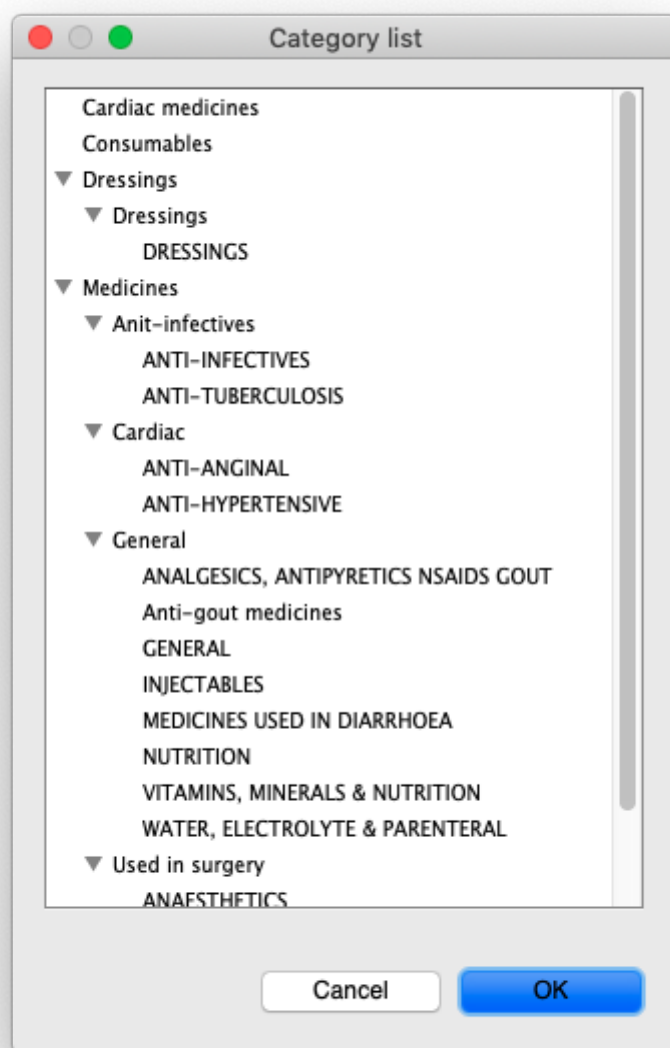 Category list
Cardiac medicines
Consumables
Dressings
Dressings
DRESSINGS
Medicines
Anit-infectives
ANTI-INFECTIVES
ANTI-TUBERCULOSIS
Cardiac
ANTI-ANGINAL
ANTI-HYPERTENSIVE
General
ANALGESICS, ANTIPYRETICS NSAIDS GOUT
Anti-gout medicines
GENERAL
INJECTABLES
MEDICINES USED IN DIARRHOEA
NUTRITION
VITAMINS, MINERALS & NUTRITION
WATER, ELECTROLYTE & PARENTERAL
Used in surgery
ANAESTHETICS
Cancel OK